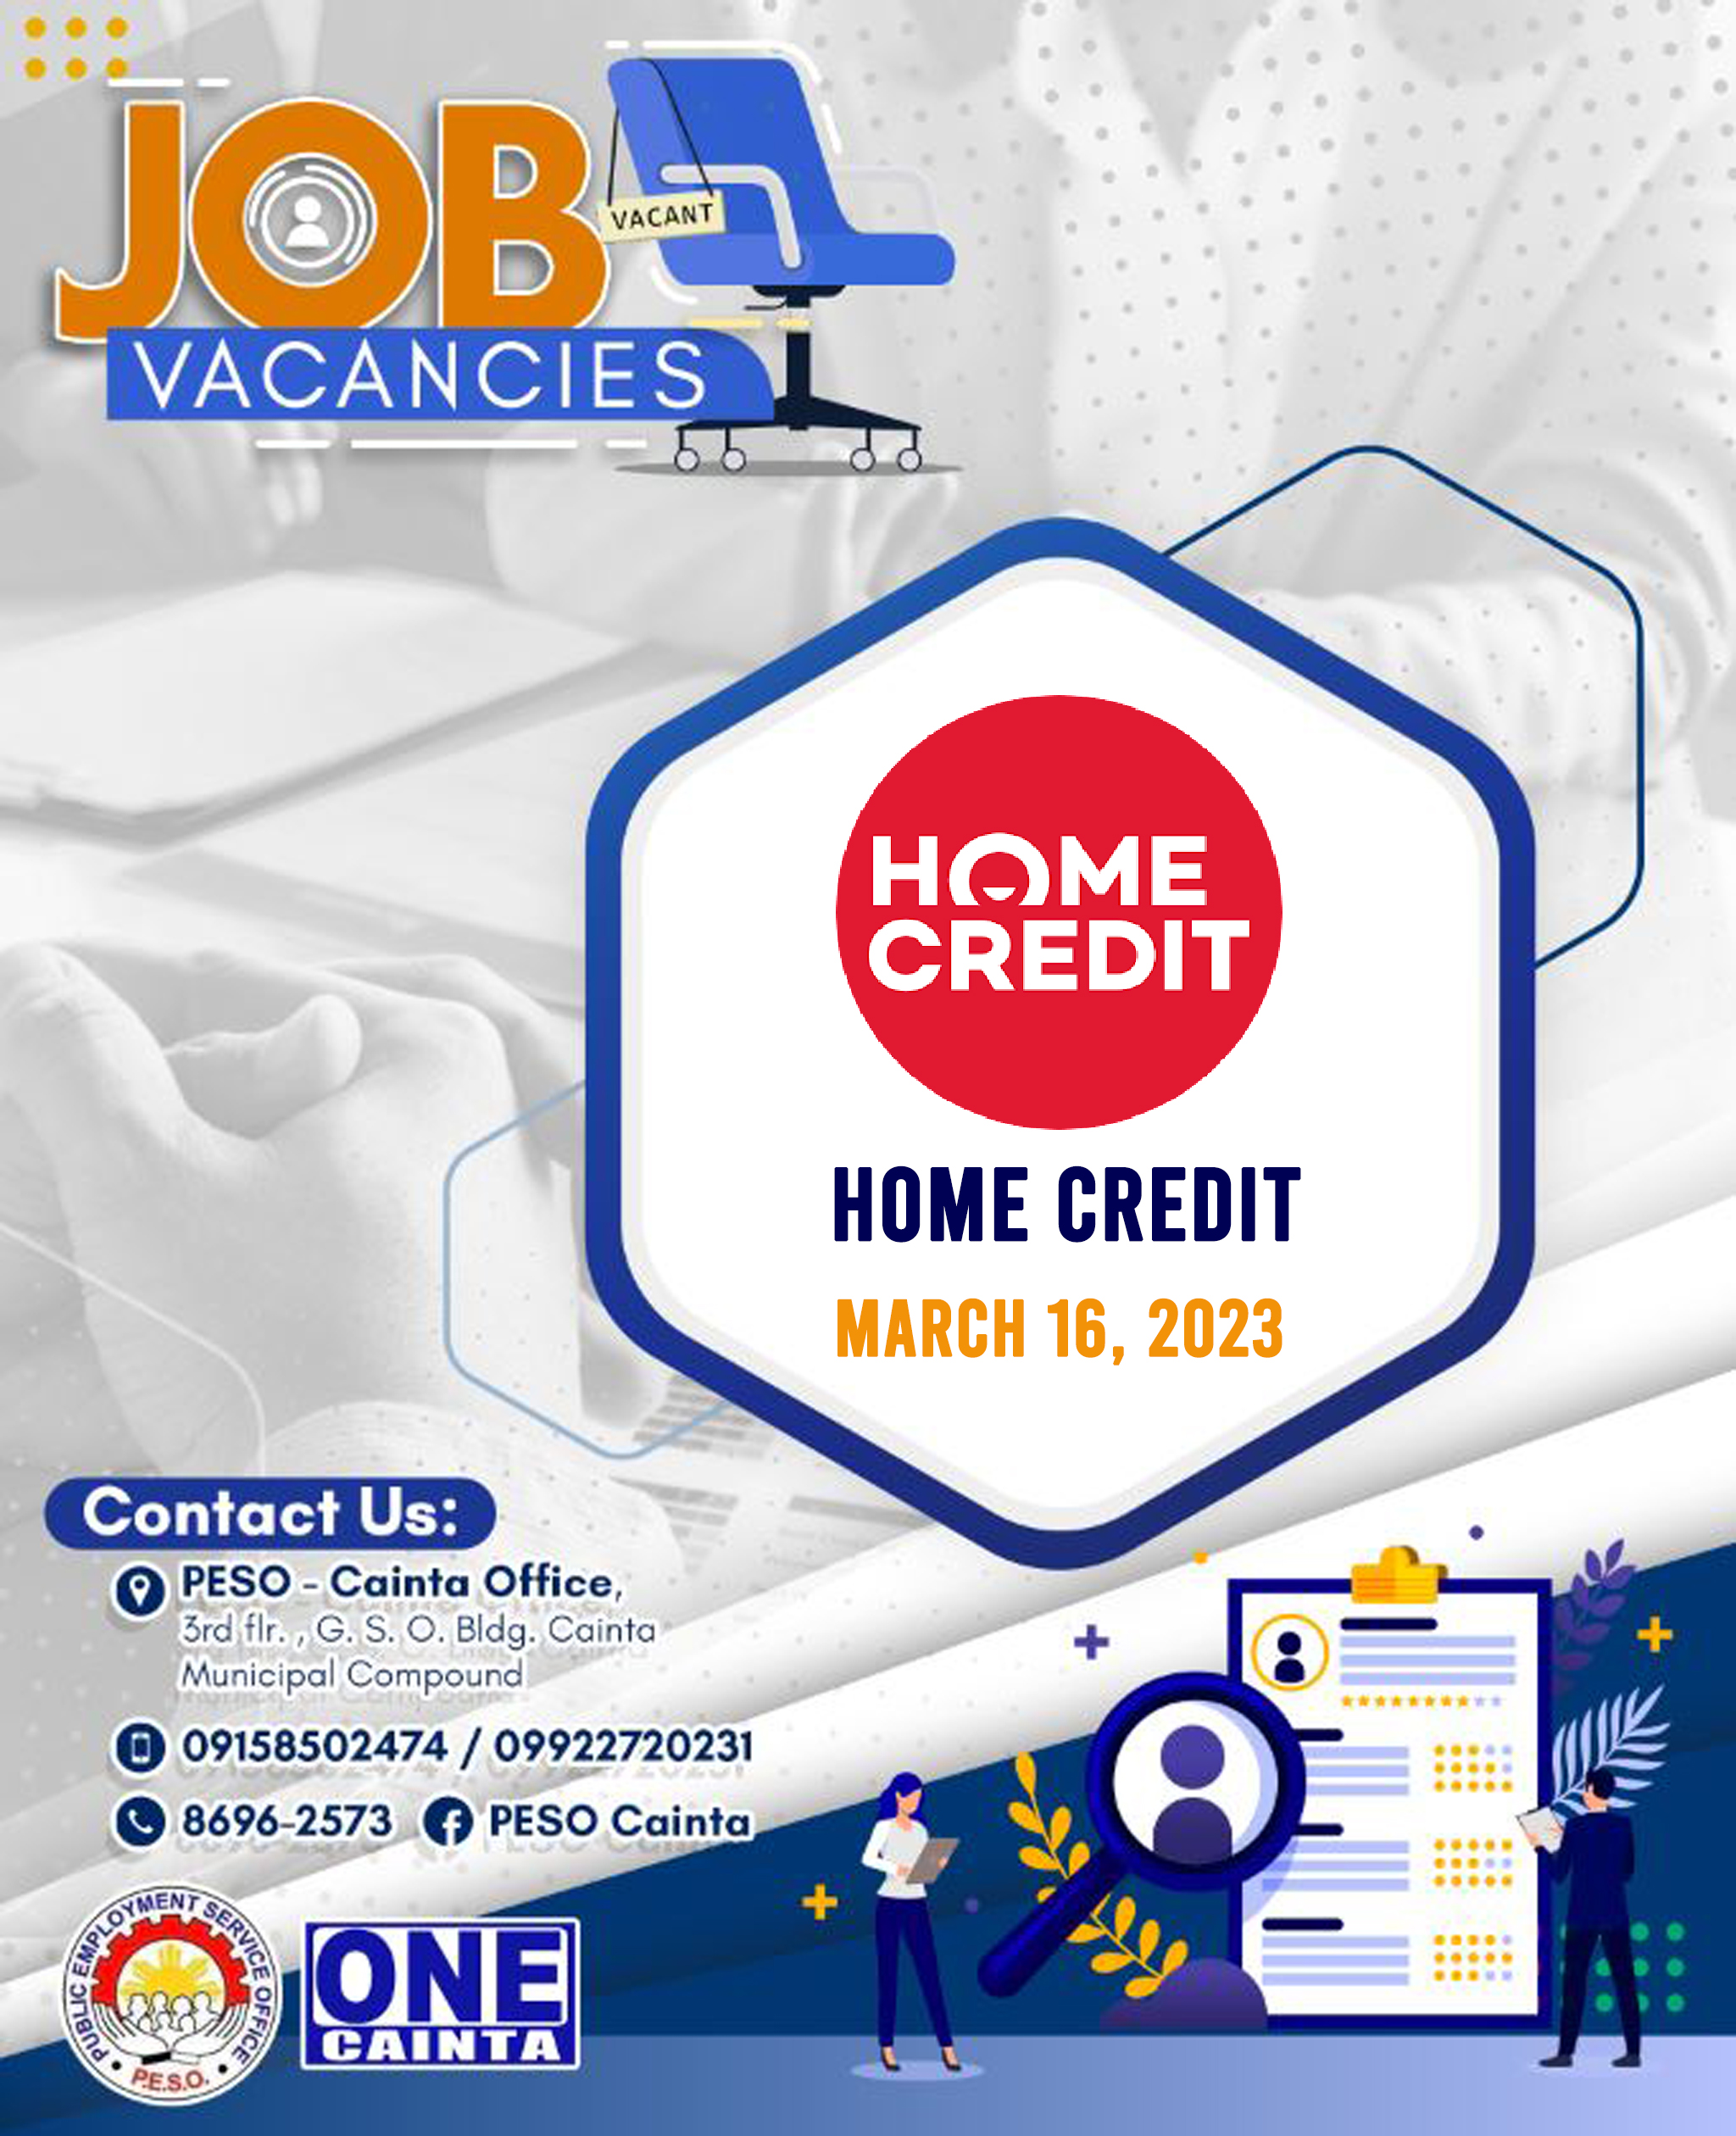 JOB
VACANT
VACANCIES
HOME
CREDIT
HOME CREDIT
MARCH 16, 2023
Contact Us:
PESO - Cainta Office,
3rd flr. , G. S. O. Bldg. Cainta
Municipal Compound
09158502474 / 09922720231
8696-2573 PESO Cainta
PUBLIC EMPLOYMENT SERVICE OFFICE
P.E.S.O.
ONE
CAINTA